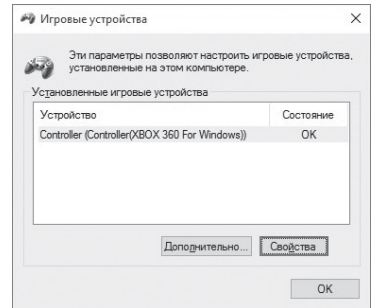 Игровые устройства
Эти параметры позволяют настроить игровые устройства,
установленные на этом компьютере.
Установленные игровые устройства
Устройство Состояние
Controller (Controller(XBOX 360 For Windows)) OK
Дополнительно... Свойства
OK